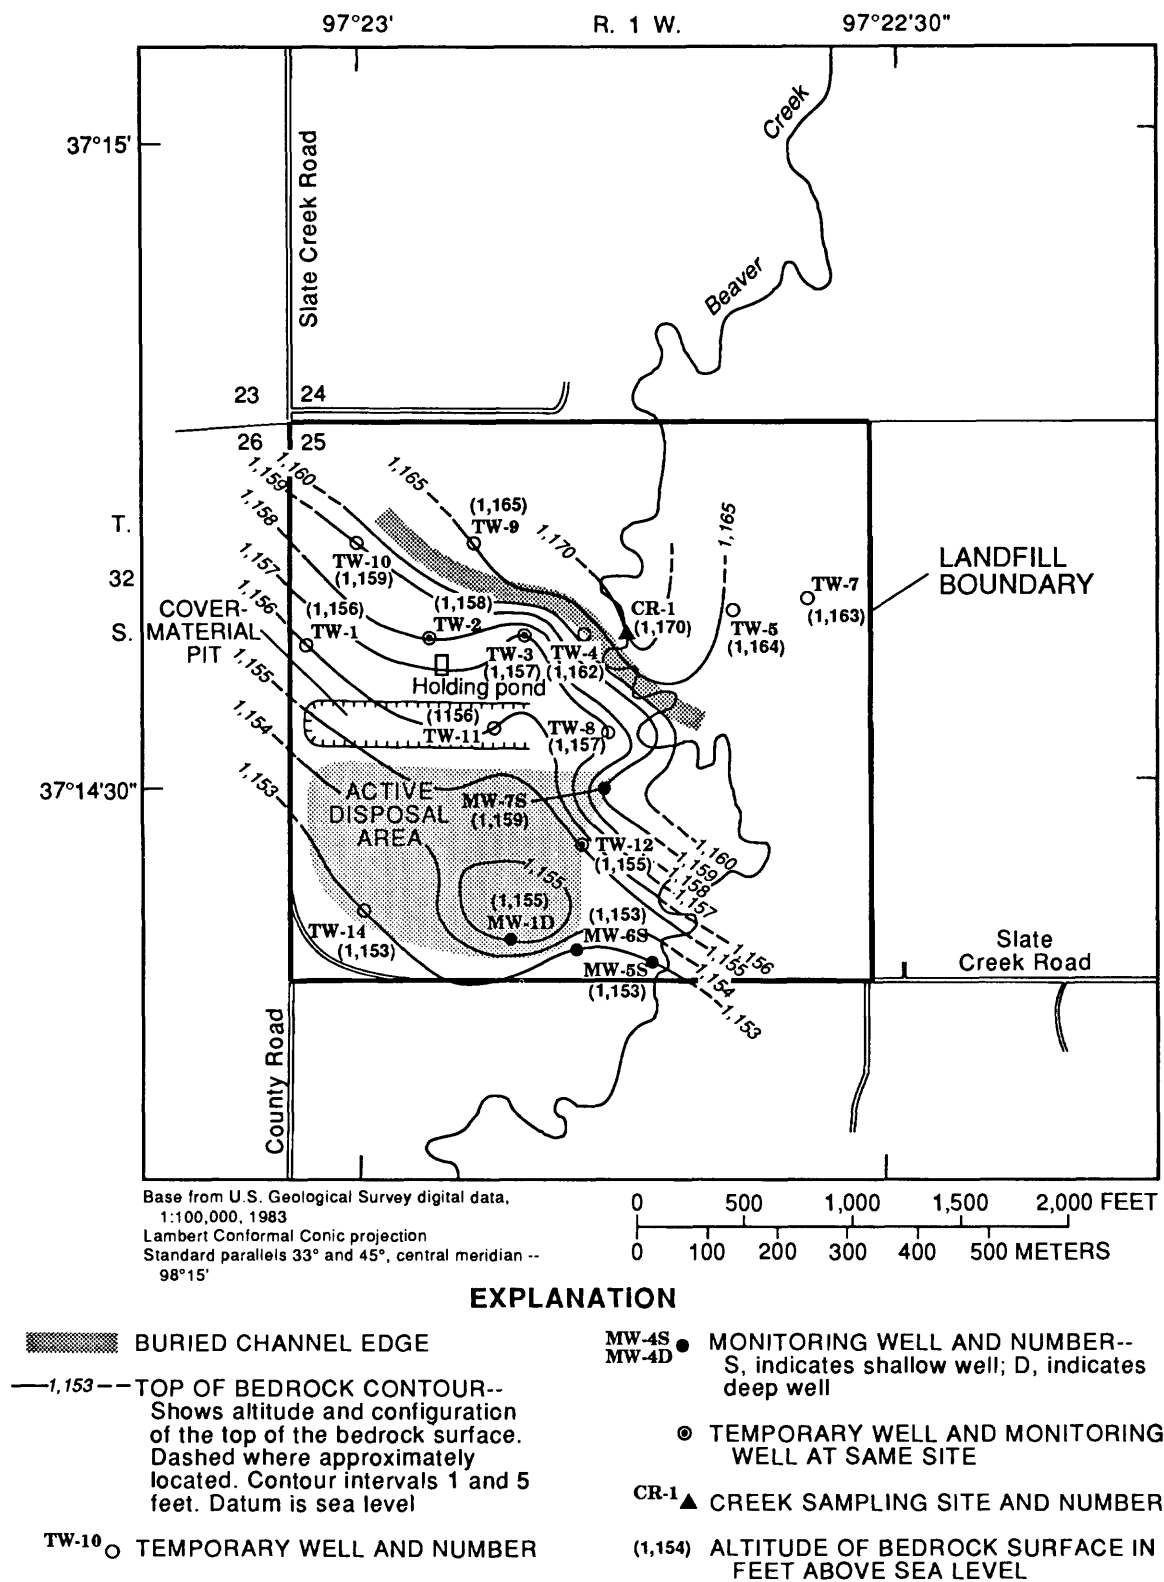 97°23'
R. 1 W.
97°22'30"
37°15'
Slate Creek Road
Creek
Beaver
23
24
26
25
1,160
1,159
1,165
1,158
(1,165)
TW-9
1,170
1,165
T.
32
S.
TW-10
(1,159)
LANDFILL
BOUNDARY
1,157
1,156
COVER-
MATERIAL
PIT
(1,156)
TW-1
(1,158)
TW-2
TW-3
(1,157)
TW-4
(1,162)
CR-1
(1,170)
TW-7
(1,163)
TW-5
(1,164)
1,155
Holding pond
1,154
(1156)
TW-11
TW-8
(1,157)
1,153
37°14'30"
ACTIVE
DISPOSAL
AREA
MW-7S
(1,159)
TW-12
(1,155)
1,160
1,159
1,158
1,157
1,155
(1,155)
MW-1D
(1,153)
MW-6S
TW-14
(1,153)
MW-5S
(1,153)
1,156
1,155
1,154
1,153
Slate
Creek Road
County Road
Base from U.S. Geological Survey digital data,
1:100,000, 1983
Lambert Conformal Conic projection
Standard parallels 33° and 45°, central meridian --
98°15'
0 500 1,000 1,500 2,000 FEET
0 100 200 300 400 500 METERS
EXPLANATION
BURIED CHANNEL EDGE
1,153 TOP OF BEDROCK CONTOUR--
Shows altitude and configuration
of the top of the bedrock surface.
Dashed where approximately
located. Contour intervals 1 and 5
feet. Datum is sea level
TW-10 TEMPORARY WELL AND NUMBER
MW-4S
MW-4D
MONITORING WELL AND NUMBER--
S, indicates shallow well; D, indicates
deep well
TEMPORARY WELL AND MONITORING
WELL AT SAME SITE
CR-1 CREEK SAMPLING SITE AND NUMBER
(1,154) ALTITUDE OF BEDROCK SURFACE IN
FEET ABOVE SEA LEVEL